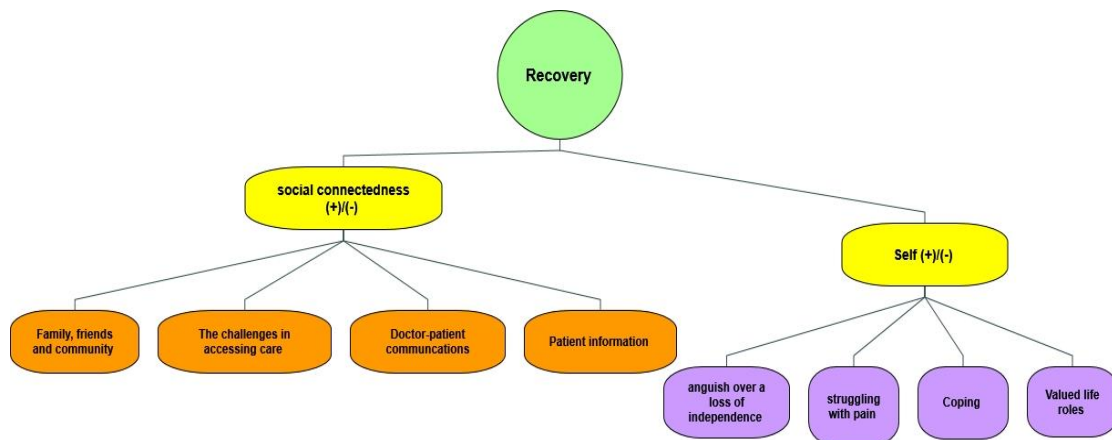 Recovery
social connectedness
(+)/(-)
Self (+)/(-)
Family, friends
and community
The challenges in
accessing care
Doctor-patient
communcations
Patient information
anguish over a
loss of
independence
struggling
with pain
Coping
Valued life
roles